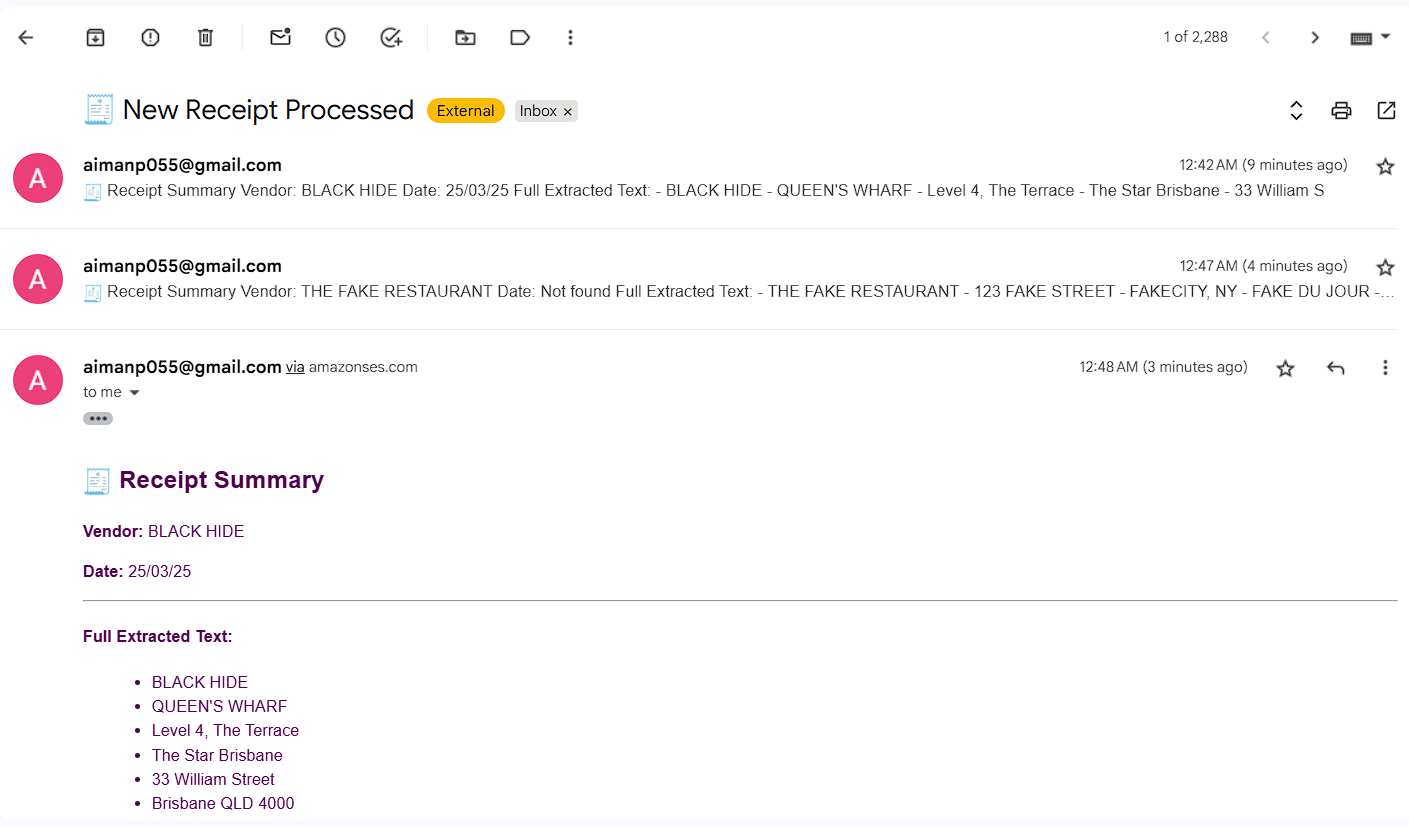 1 of 2,288
🧾 New Receipt Processed External Inbox ×
A
aimanp055@gmail.com 12:42 AM (9 minutes ago)
🧾 Receipt Summary Vendor: BLACK HIDE Date: 25/03/25 Full Extracted Text: - BLACK HIDE - QUEEN'S WHARF - Level 4, The Terrace - The Star Brisbane - 33 William S
A
aimanp055@gmail.com 12:47 AM (4 minutes ago)
🧾 Receipt Summary Vendor: THE FAKE RESTAURANT Date: Not found Full Extracted Text: - THE FAKE RESTAURANT - 123 FAKE STREET - FAKECITY, NY - FAKE DU JOUR -...
A
aimanp055@gmail.com via amazonses.com 12:48 AM (3 minutes ago)
to me
🧾 Receipt Summary
Vendor: BLACK HIDE
Date: 25/03/25
Full Extracted Text:
• BLACK HIDE
• QUEEN'S WHARF
• Level 4, The Terrace
• The Star Brisbane
• 33 William Street
• Brisbane QLD 4000